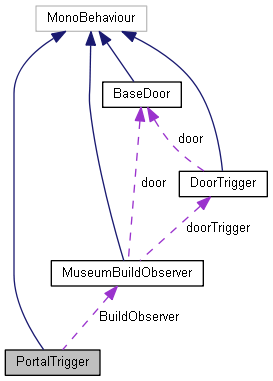 MonoBehaviour
BaseDoor
door
DoorTrigger
door
doorTrigger
MuseumBuildObserver
BuildObserver
PortalTrigger